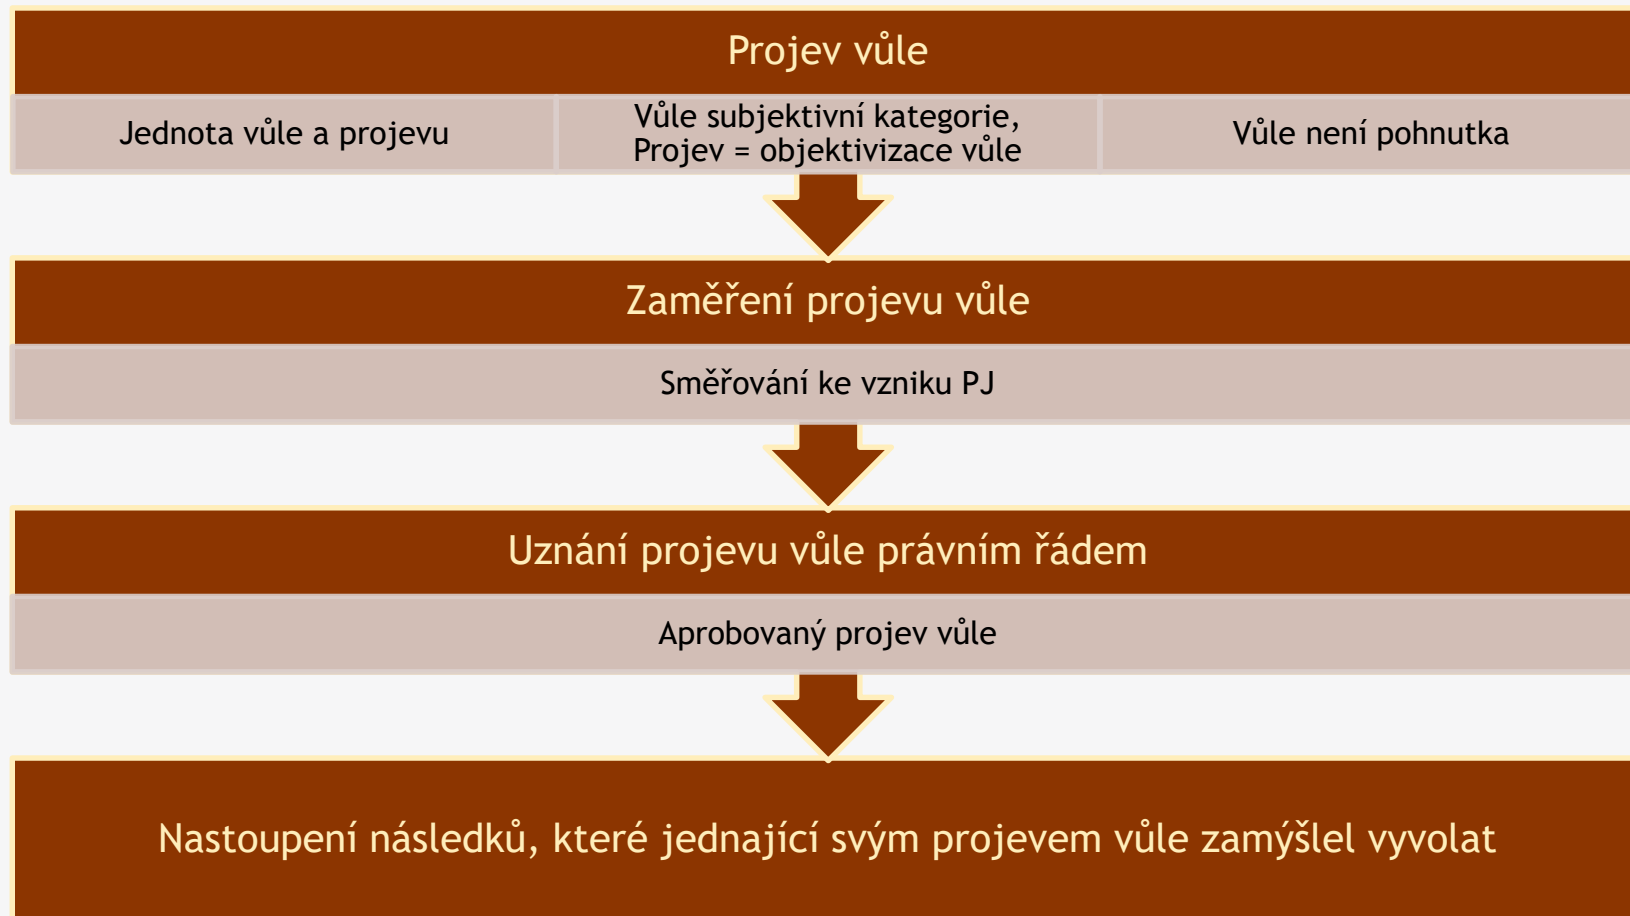 Projev vůle
Jednota vůle a projevu
Vůle subjektivní kategorie,
Projev = objektivizace vůle
Vůle není pohnutka
Zaměření projevu vůle
Směřování ke vzniku PJ
Uznání projevu vůle právním řádem
Aprobovaný projev vůle
Nastoupení následků, které jednající svým projevem vůle zamýšlel vyvolat